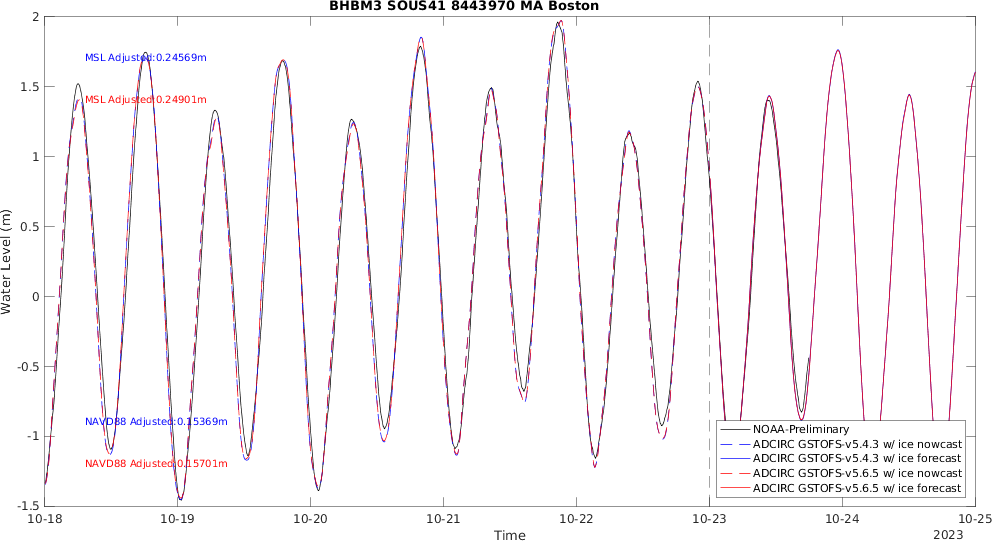 BHBM3 SOUS41 8443970 MA Boston
2
1.5
1
0.5
0
-0.5
-1
-1.5
Water Level (m)
MSL Adjusted:0.24569m
MSL Adjusted:0.24901m
NAVD88 Adjusted:0.15369m
NAVD88 Adjusted:0.15701m
NOAA-Preliminary
ADCIRC GSTOFS-v5.4.3 w/ ice nowcast
ADCIRC GSTOFS-v5.4.3 w/ ice forecast
ADCIRC GSTOFS-v5.6.5 w/ ice nowcast
ADCIRC GSTOFS-v5.6.5 w/ ice forecast
10-18 10-19 10-20 10-21 10-22 10-23 10-24 10-25
Time
2023